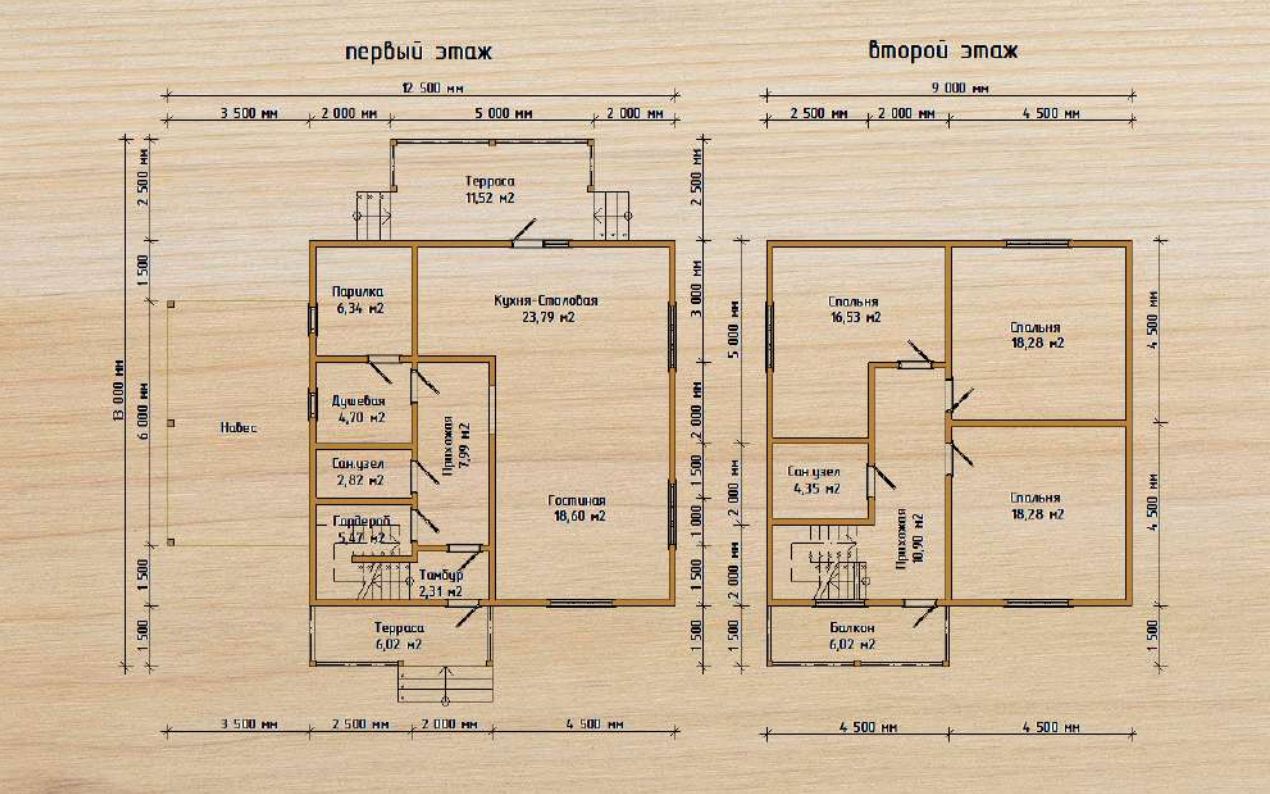 первый этаж
второй этаж
12 500 мм
9 000 мм
3 500 мм
2 000 мм
5 000 мм
2 000 мм
2 500 мм
2 000 мм
4 500 мм
2 500 мм
1 500
13 000 мм
6 000 мм
1 500
1 500
Терраса
11,52 м2
Парилка
6,34 м2
Кухня-Столовая
23,79 м2
Душевая
4,70 м2
Навес
Прихожая
7,99 м2
Сан.узел
2,82 м2
Гостиная
18,60 м2
Гардероб
5,47 м2
Тамбур
2,31 м2
Терраса
6,02 м2
2 500 мм
3 000 мм
2 000 мм
1 500
1 000
1 500
1 500
5 000 мм
2 000 мм
2 000 мм
1 500
Спальня
16,53 м2
Спальня
18,28 м2
Сан.узел
4,35 м2
Прихожая
10,90 м2
Спальня
18,28 м2
Балкон
6,02 м2
4 500 мм
4 500 мм
1 500
3 500 мм
2 500 мм
2 000 мм
4 500 мм
4 500 мм
4 500 мм